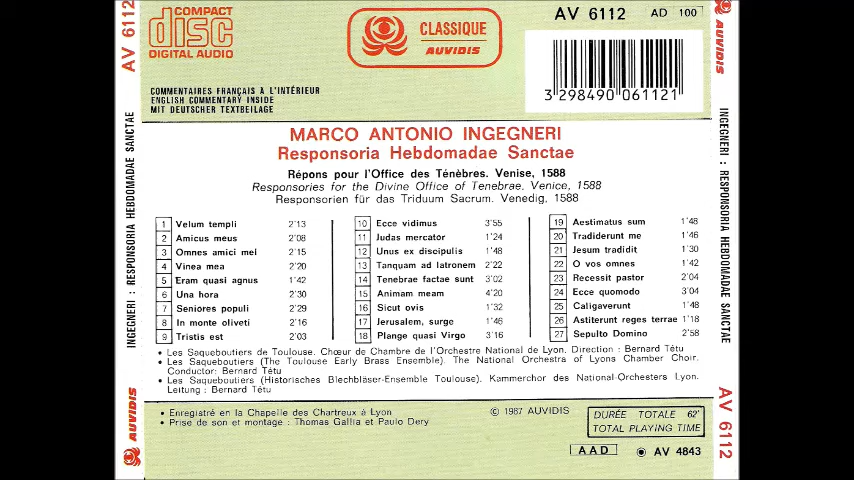 COMPACT
disc
DIGITAL AUDIO
CLASSIQUE
AUVIDIS
AV 6112
AD 100
3 298490 061121
COMMENTAIRES FRANÇAIS À L'INTÉRIEUR
ENGLISH COMMENTARY INSIDE
MIT DEUTSCHER TEXTBEILAGE
MARCO ANTONIO INGEGNERI
Responsoria Hebdomadae Sanctae
Répons pour l'Office des Ténèbres. Venise, 1588
Responsories for the Divine Office of Tenebrae. Venice, 1588
Responsorien für das Triduum Sacrum. Venedig, 1588
1 Velum templi 2'13
2 Amicus meus 2'08
3 Omnes amici mei 2'15
4 Vinea mea 2'20
5 Eram quasi agnus 1'42
6 Una hora 2'30
7 Seniores populi 2'29
8 In monte oliveti 2'16
9 Tristis est 2'03
10 Ecce vidimus 3'55
11 Judas mercator 1'24
12 Unus ex discipulis 1'48
13 Tanquam ad latronem 2'22
14 Tenebrae factae sunt 3'02
15 Animam meam 4'20
16 Sicut ovis 1'32
17 Jerusalem, surge 1'46
18 Plange quasi Virgo 3'16
19 Aestimatus sum 1'48
20 Tradiderunt me 1'46
21 Jesum tradidit 1'30
22 O vos omnes 1'42
23 Recessit pastor 2'04
24 Ecce quomodo 3'04
25 Caligaverunt 1'48
26 Astiterunt reges terrae 1'18
27 Sepulto Domino 2'58
• Les Saqueboutiers de Toulouse. Chœur de Chambre de l'Orchestre National de Lyon. Direction : Bernard Tétu
• Les Saqueboutiers (The Toulouse Early Brass Ensemble). The National Orchestra of Lyons Chamber Choir.
Conductor: Bernard Tétu
• Les Saqueboutiers (Historisches Blechbläser-Ensemble Toulouse). Kammerchor des National-Orchesters Lyon.
Leitung : Bernard Tétu
• Enregistré en la Chapelle des Chartreux à Lyon
• Prise de son et montage : Thomas Gallia et Paulo Dery
© 1987 AUVIDIS
DURÉE TOTALE 62'
TOTAL PLAYING TIME
AAD
AV 4843
AV 6112
INGEGNERI : RESPONSORIA HEBDOMADAE SANCTAE
AUVIDIS
AUVIDIS
INGEGNERI : RESPONSORIA HEBDOMADAE SANCTAE
AV 6112